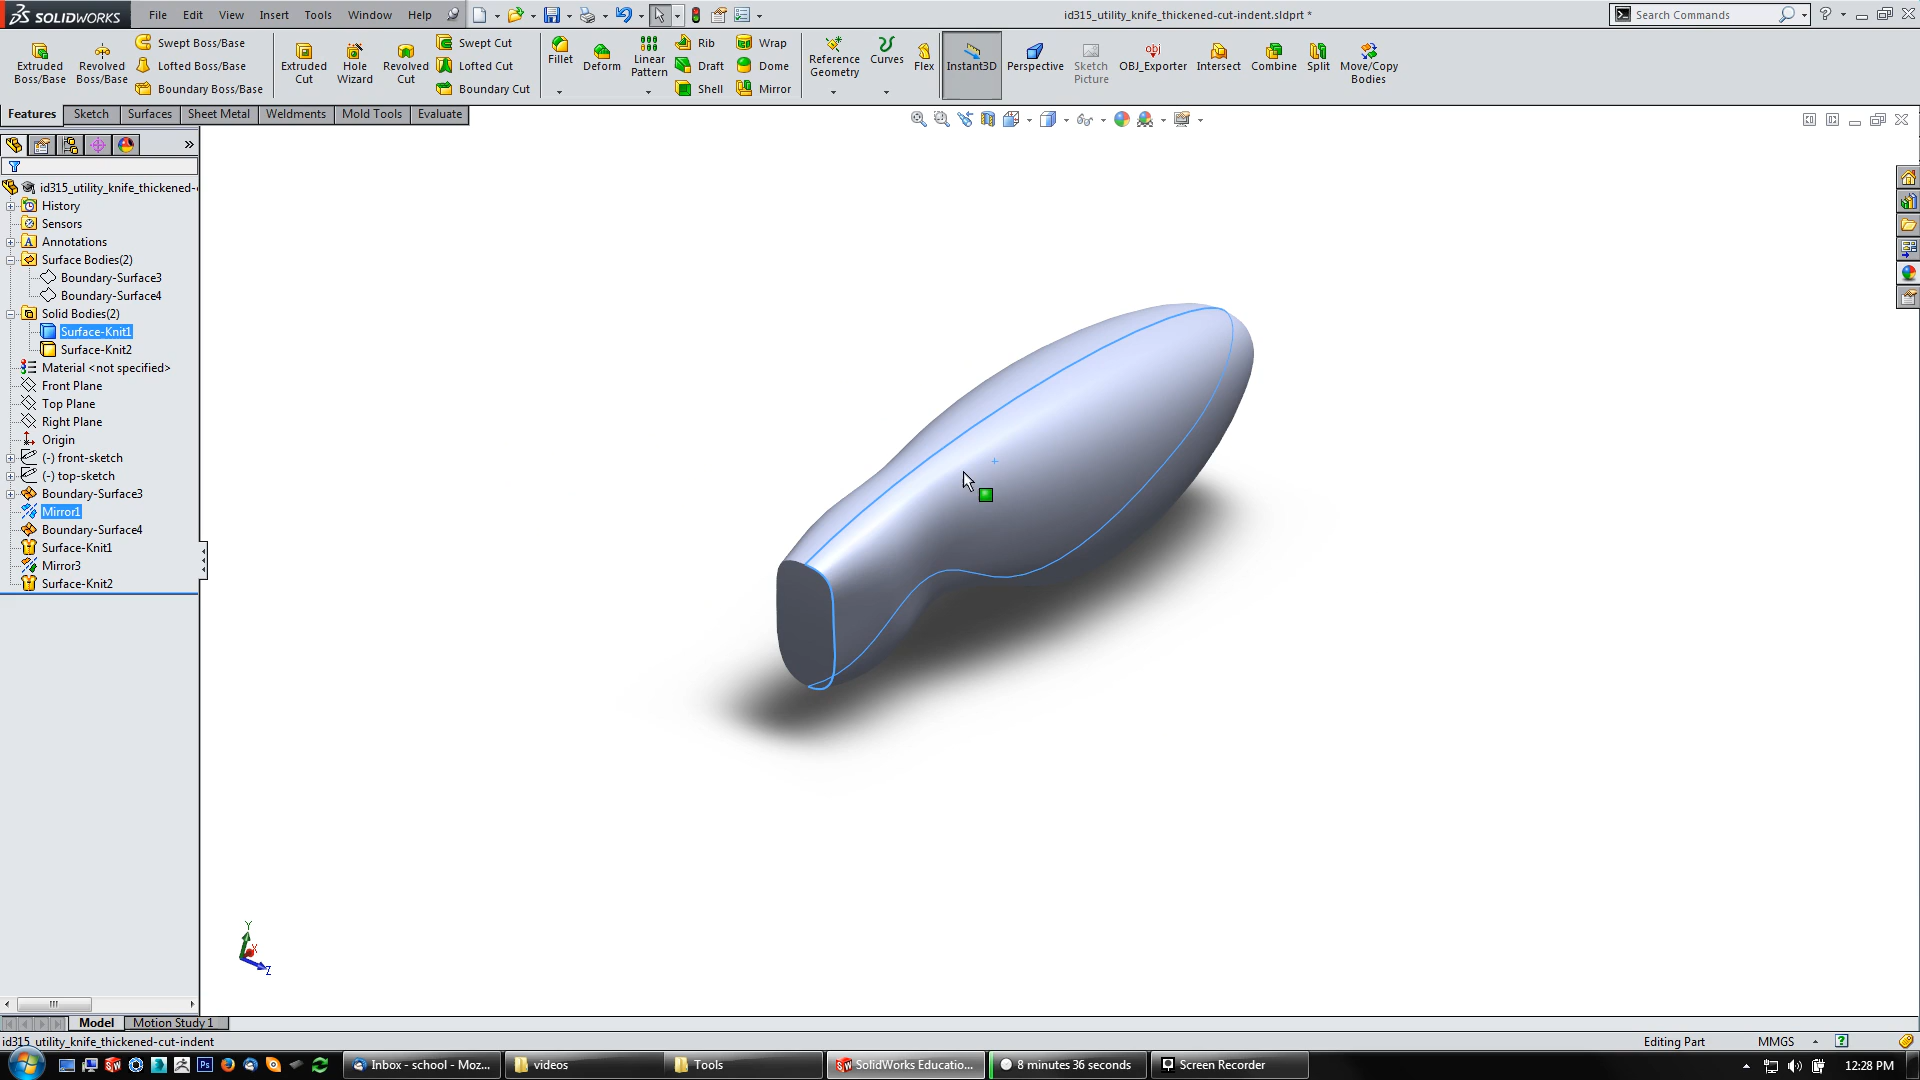 SOLIDWORKS File Edit View Insert Tools Window Help id315_utility_knife_thickened-cut-indent.sldprt * Search Commands
Extruded Boss/Base
Revolved Boss/Base
Swept Boss/Base
Lofted Boss/Base
Boundary Boss/Base
Extruded Cut
Hole Wizard
Revolved Cut
Swept Cut
Lofted Cut
Boundary Cut
Fillet
Deform
Linear Pattern
Rib
Draft
Shell
Wrap
Dome
Mirror
Reference Geometry
Curves
Flex
Instant3D
Perspective
Sketch Picture
OBJ_Exporter
Intersect
Combine
Split
Move/Copy Bodies
Features Sketch Surfaces Sheet Metal Weldments Mold Tools Evaluate
id315_utility_knife_thickened-
History
Sensors
Annotations
Surface Bodies(2)
Boundary-Surface3
Boundary-Surface4
Solid Bodies(2)
Surface-Knit1
Surface-Knit2
Material <not specified>
Front Plane
Top Plane
Right Plane
Origin
(-) front-sketch
(-) top-sketch
Boundary-Surface3
Mirror1
Boundary-Surface4
Surface-Knit1
Mirror3
Surface-Knit2
Y
X
Z
Model Motion Study 1
id315_utility_knife_thickened-cut-indent Editing Part MMGS
Inbox - school - Moz... videos Tools SolidWorks Educatio... 8 minutes 36 seconds Screen Recorder 12:28 PM